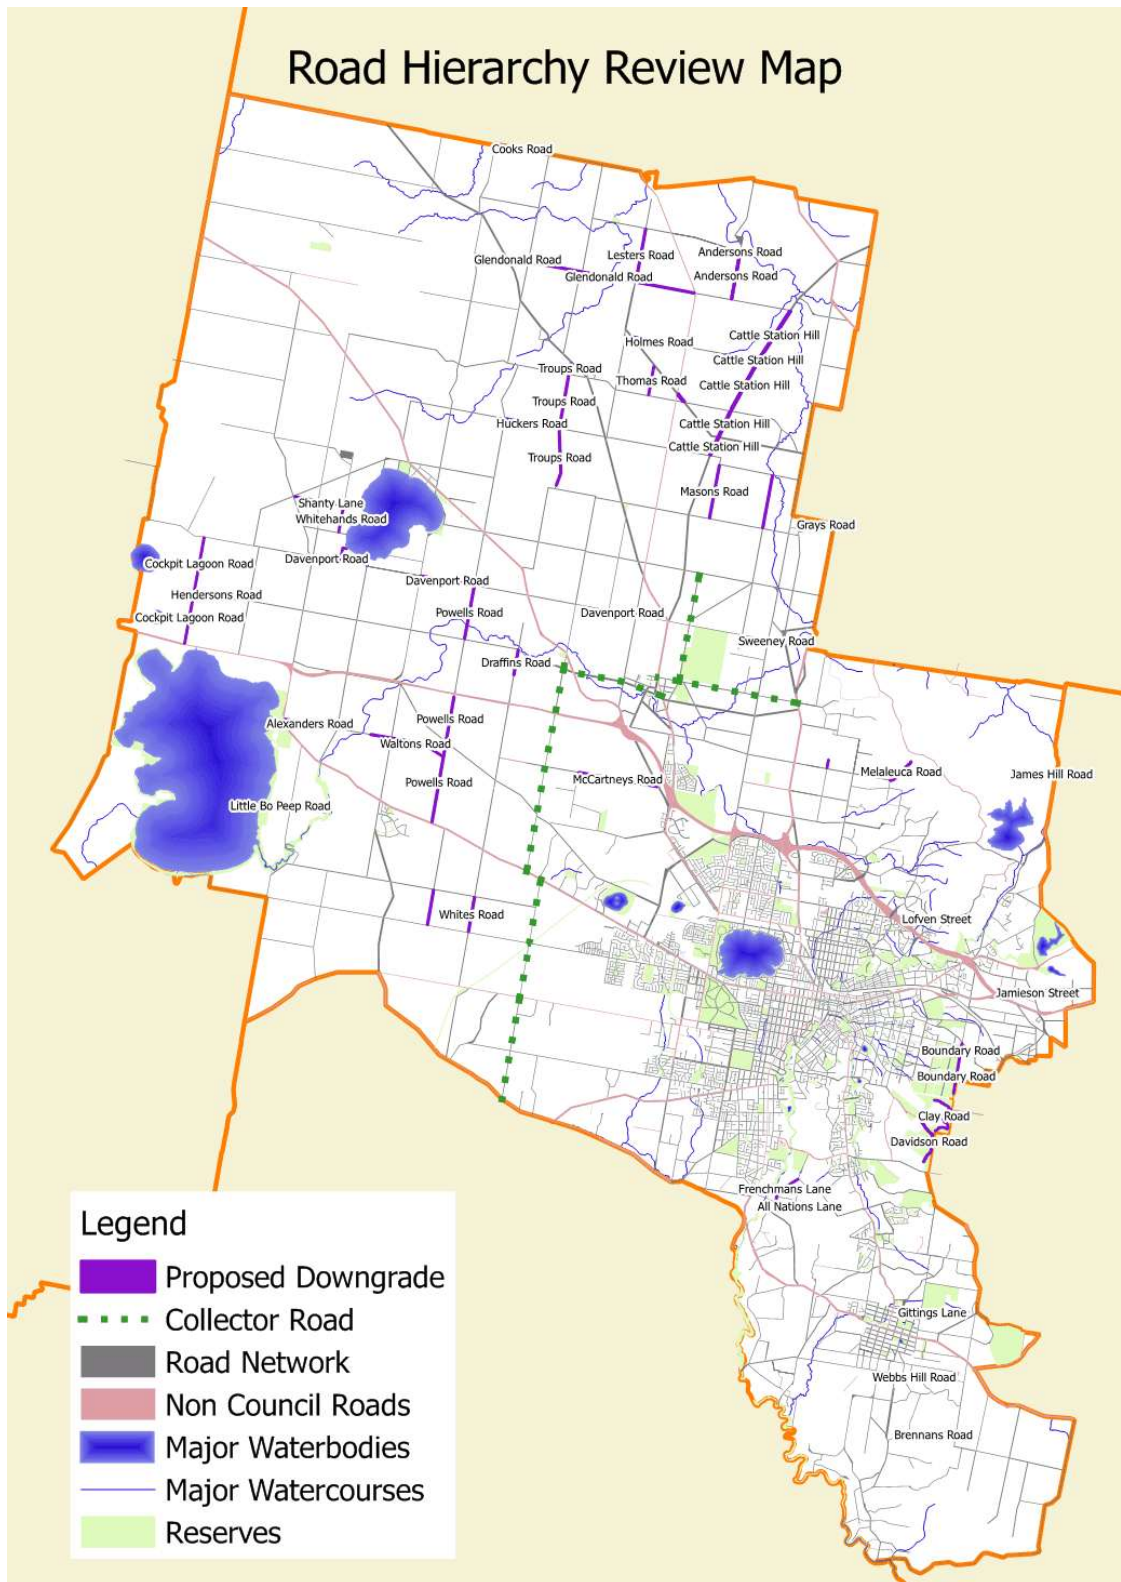 Road Hierarchy Review Map
Cooks Road
Lesters Road
Andersons Road
Glendonald Road
Glendonald Road
Andersons Road
Cattle Station Hill
Holmes Road
Cattle Station Hill
Troups Road
Thomas Road
Cattle Station Hill
Troups Road
Huckers Road
Cattle Station Hill
Cattle Station Hill
Troups Road
Masons Road
Shanty Lane
Whitehands Road
Grays Road
Davenport Road
Cockpit Lagoon Road
Davenport Road
Hendersons Road
Powells Road
Davenport Road
Cockpit Lagoon Road
Sweeney Road
Draffins Road
Powells Road
Alexanders Road
Waltons Road
Melaleuca Road
James Hill Road
Powells Road
McCartneys Road
Little Bo Peep Road
Whites Road
Lofven Street
Jamieson Street
Boundary Road
Boundary Road
Clay Road
Davidson Road
Frenchmans Lane
All Nations Lane
Gittings Lane
Webbs Hill Road
Brennans Road
Legend
Proposed Downgrade
Collector Road
Road Network
Non Council Roads
Major Waterbodies
Major Watercourses
Reserves